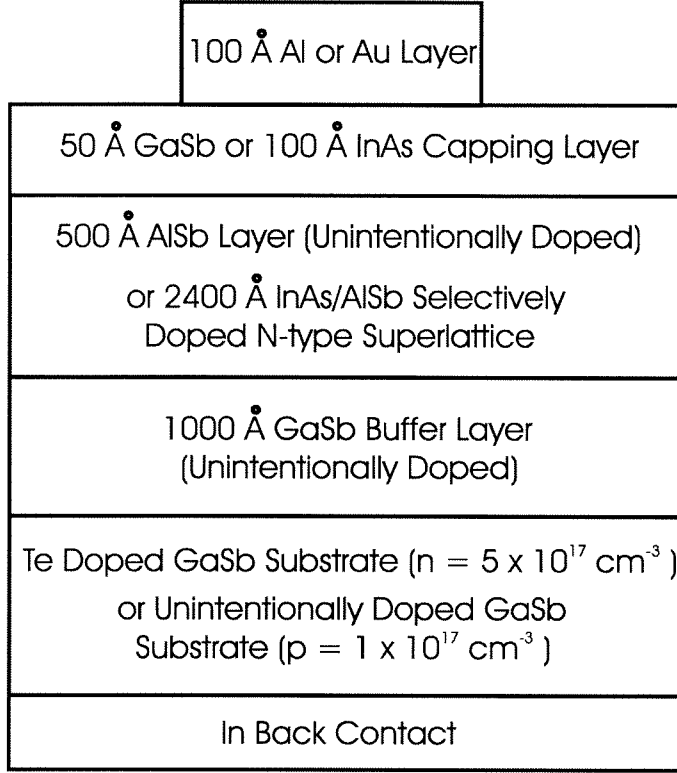 100 Å Al or Au Layer
50 Å GaSb or 100 Å InAs Capping Layer
500 Å AlSb Layer (Unintentionally Doped)
or 2400 Å InAs/AlSb Selectively
Doped N-type Superlattice
1000 Å GaSb Buffer Layer
(Unintentionally Doped)
Te Doped GaSb Substrate (n = 5 x 10¹⁷ cm⁻³ )
or Unintentionally Doped GaSb
Substrate (p = 1 x 10¹⁷ cm⁻³ )
In Back Contact